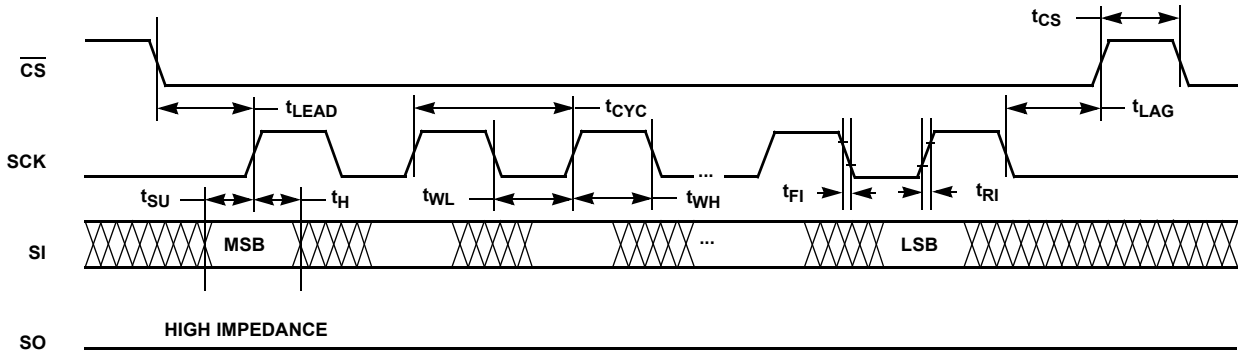 tCS
CS
tLEAD
tCYC
tLAG
SCK
...
tSU
tH
tWL
tWH
tFI
tRI
SI
MSB
...
LSB
HIGH IMPEDANCE
SO